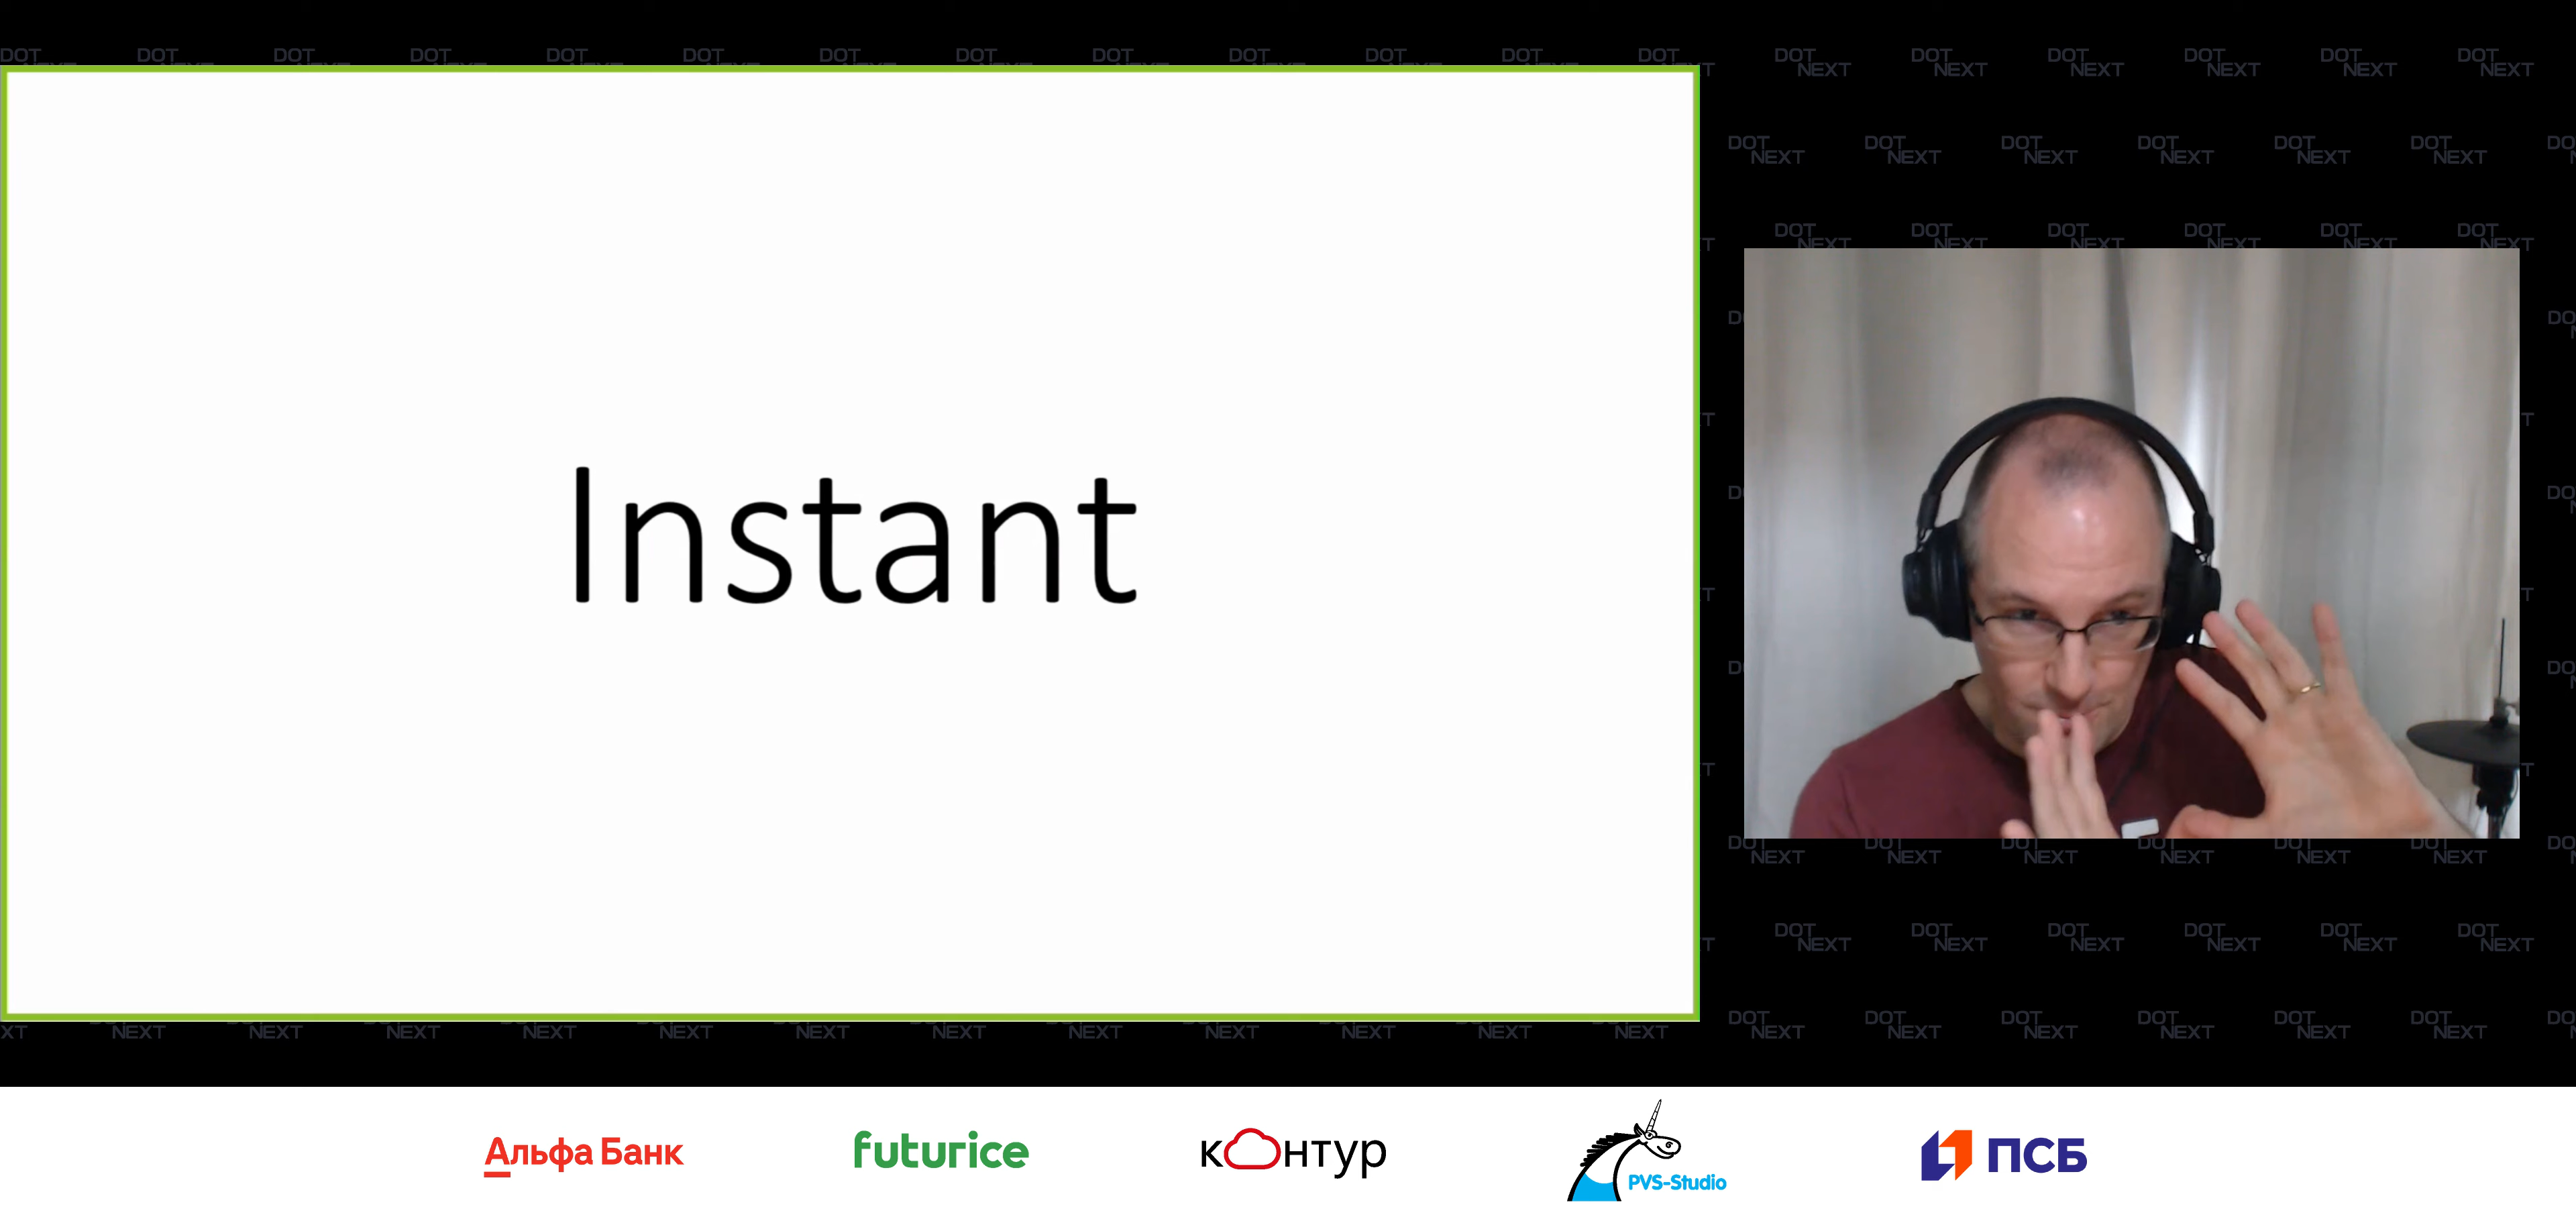 DOT NEXT
Instant
Альфа Банк
futurice
контур
PVS-Studio
ПСБ